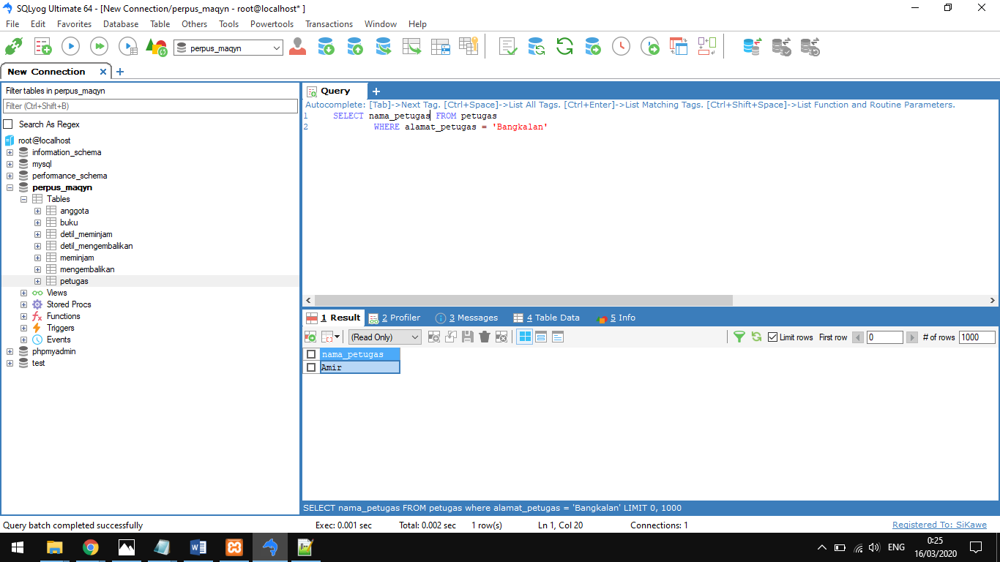 SQLyog Ultimate 64 - [New Connection/perpus_maqyn - root@localhost* ]
File Edit Favorites Database Table Others Tools Powertools Transactions Window Help
perpus_maqyn
New Connection
Filter tables in perpus_maqyn
Filter (Ctrl+Shift+B)
Search As Regex
root@localhost
information_schema
mysql
performance_schema
perpus_maqyn
Tables
anggota
buku
detil_meminjam
detil_mengembalikan
meminjam
mengembalikan
petugas
Views
Stored Procs
Functions
Triggers
Events
phpmyadmin
test
Query
Autocomplete: [Tab]->Next Tag. [Ctrl+Space]->List All Tags. [Ctrl+Enter]->List Matching Tags. [Ctrl+Shift+Space]->List Function and Routine Parameters.
1 SELECT nama_petugas FROM petugas
2 WHERE alamat_petugas = 'Bangkalan'
1 Result 2 Profiler 3 Messages 4 Table Data 5 Info
(Read Only) Limit rows First row 0 # of rows 1000
nama_petugas
Amir
SELECT nama_petugas FROM petugas where alamat_petugas = 'Bangkalan' LIMIT 0, 1000
Query batch completed successfully Exec: 0.001 sec Total: 0.002 sec 1 row(s) Ln 1, Col 20 Connections: 1 Registered To: SiKawe
ENG
0:25
16/03/2020